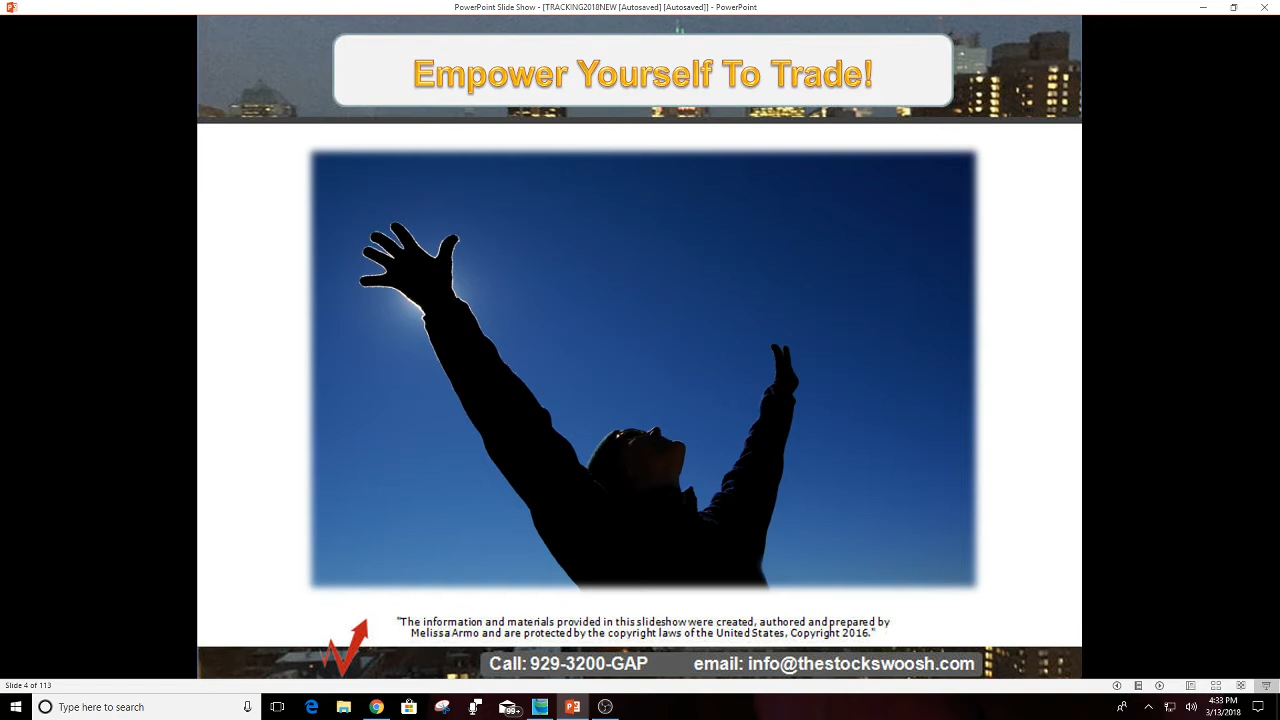 PowerPoint Slide Show - [TRACKING2018NEW [Autosaved] [Autosaved]] - PowerPoint
Empower Yourself To Trade!
"The information and materials provided in this slideshow were created, authored and prepared by
Melissa Armo and are protected by the copyright laws of the United States, Copyright 2016."
Call: 929-3200-GAP email: info@thestockswoosh.com
Slide 4 of 113
Type here to search
99+
4:33 PM
3/13/2018